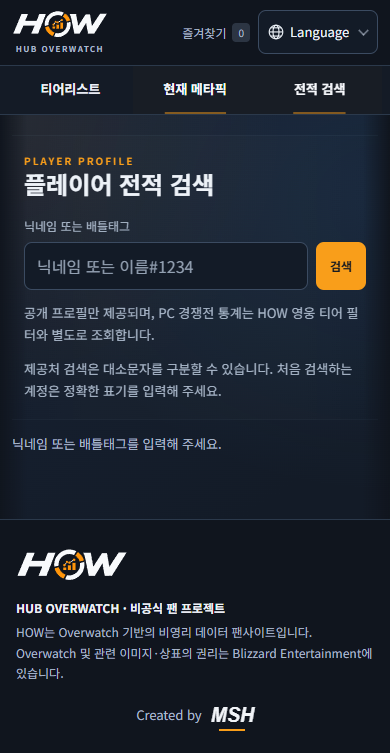 HOW
HUB OVERWATCH
즐겨찾기 0
Language
티어리스트 현재 메타픽 전적 검색
PLAYER PROFILE
플레이어 전적 검색
닉네임 또는 배틀태그
닉네임 또는 이름#1234
검색
공개 프로필만 제공되며, PC 경쟁전 통계는 HOW 영웅 티어 필
터와 별도로 조회합니다.
제공처 검색은 대소문자를 구분할 수 있습니다. 처음 검색하는
계정은 정확한 표기를 입력해 주세요.
닉네임 또는 배틀태그를 입력해 주세요.
HOW
HUB OVERWATCH · 비공식 팬 프로젝트
HOW는 Overwatch 기반의 비영리 데이터 팬사이트입니다.
Overwatch 및 관련 이미지·상표의 권리는 Blizzard Entertainment에
있습니다.
Created by MSH